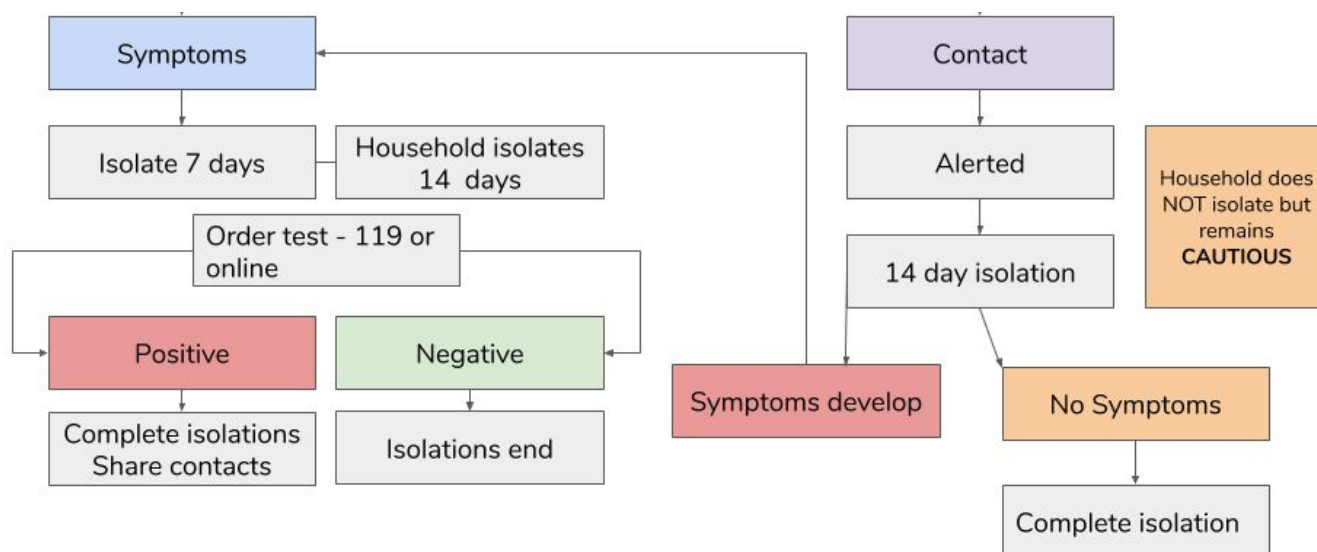 Symptoms
Isolate 7 days
Household isolates
14 days
Order test - 119 or
online
Positive
Negative
Complete isolations
Share contacts
Isolations end
Contact
Alerted
14 day isolation
Household does
NOT isolate but
remains
CAUTIOUS
Symptoms develop
No Symptoms
Complete isolation